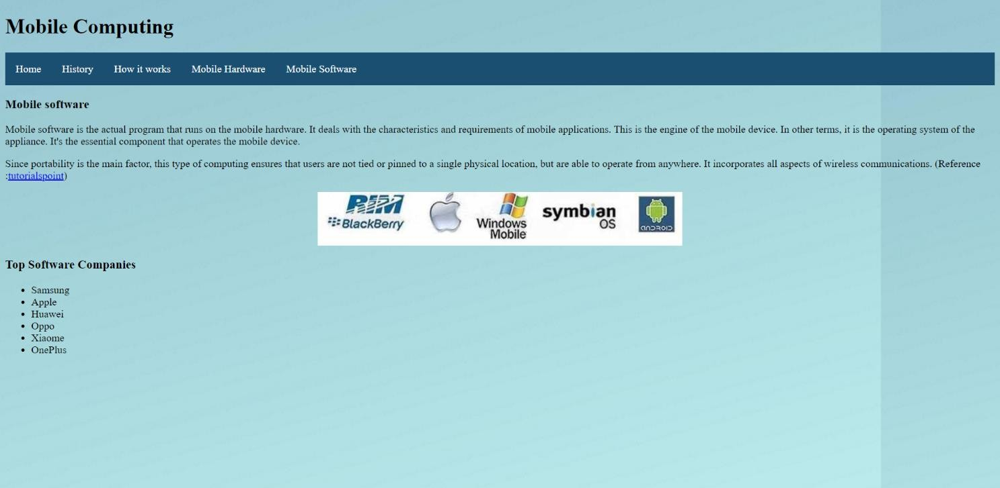 Mobile Computing
Home History How it works Mobile Hardware Mobile Software
Mobile software
Mobile software is the actual program that runs on the mobile hardware. It deals with the characteristics and requirements of mobile applications. This is the engine of the mobile device. In other terms, it is the operating system of the
appliance. It's the essential component that operates the mobile device.
Since portability is the main factor, this type of computing ensures that users are not tied or pinned to a single physical location, but are able to operate from anywhere. It incorporates all aspects of wireless communications. (Reference
:tutorialspoint)
RIM
BlackBerry
Windows
Mobile
symbian
OS
ANDROID
Top Software Companies
• Samsung
• Apple
• Huawei
• Oppo
• Xiaome
• OnePlus